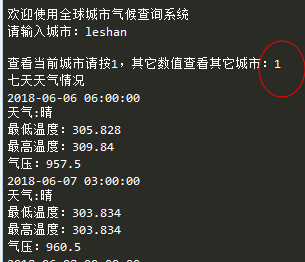 欢迎使用全球城市气候查询系统
请输入城市：leshan
查看当前城市请按1，其它数值查看其它城市：1
七天天气情况
2018-06-06 06:00:00
天气:晴
最低温度：305.828
最高温度：309.84
气压：957.5
2018-06-07 03:00:00
天气:晴
最低温度：303.834
最高温度：303.834
气压：960.5